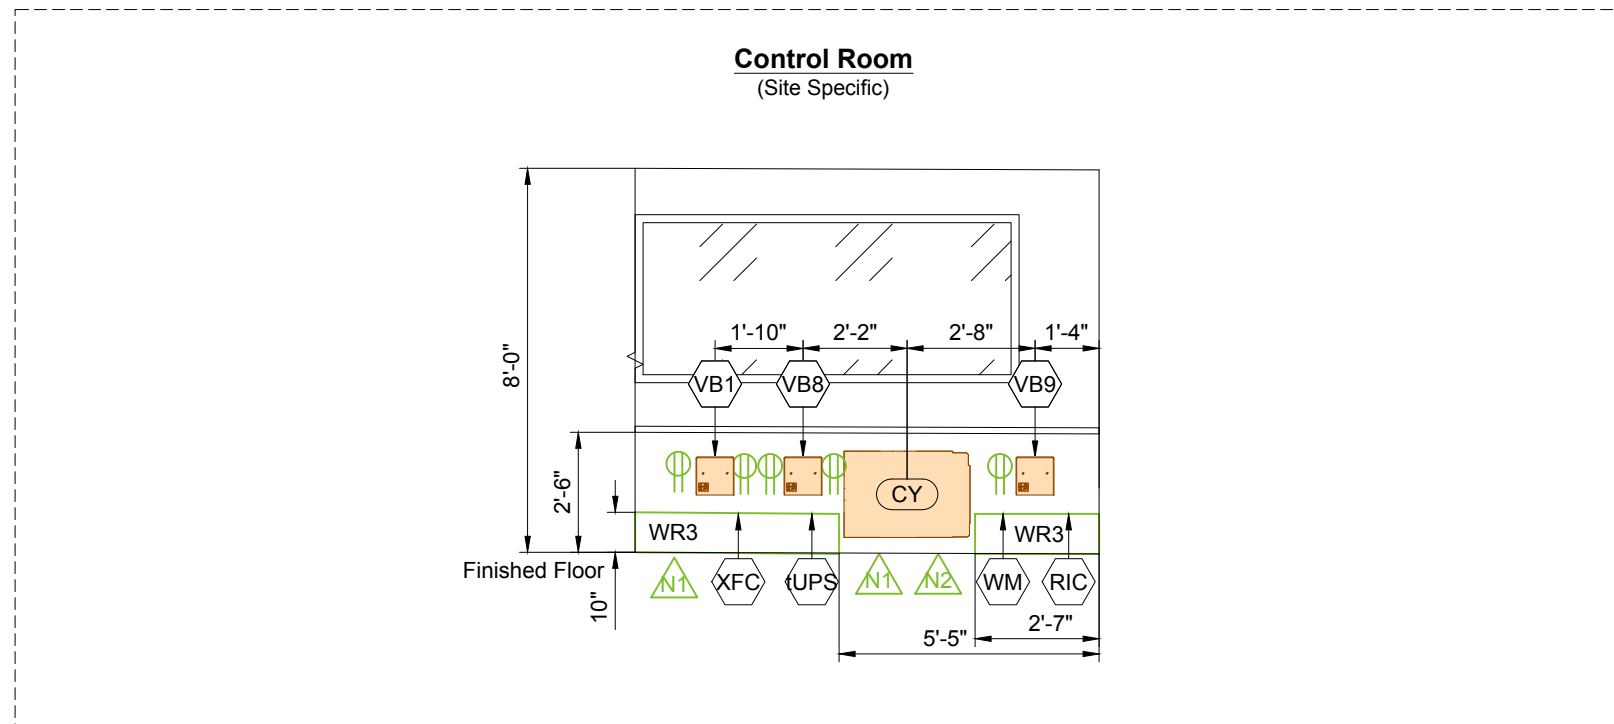 Control Room
(Site Specific)
1'-10"
2'-2"
2'-8"
1'-4"
8'-0"
VB1
VB8
VB9
2'-6"
CY
WR3
WR3
Finished Floor
10"
N1
XFC
tUPS
N1
N2
WM
RIC
2'-7"
5'-5"